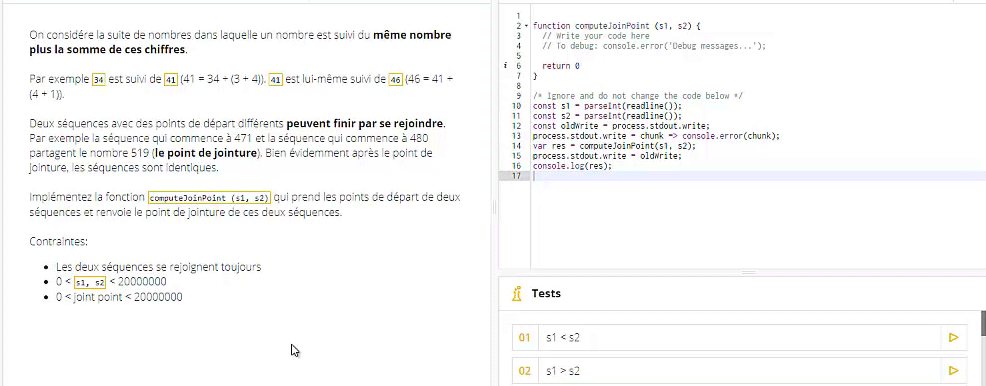 On considére la suite de nombres dans laquelle un nombre est suivi du même nombre
plus la somme de ces chiffres.
Par exemple 34 est suivi de 41 (41 = 34 + (3 + 4)). 41 est lui-même suivi de 46 (46 = 41 +
(4 + 1)).
Deux séquences avec des points de départ différents peuvent finir par se rejoindre.
Par exemple la séquence qui commence à 471 et la séquence qui commence à 480
partagent le nombre 519 (le point de jointure). Bien évidemment après le point de
jointure, les séquences sont identiques.
Implémentez la fonction computeJoinPoint (s1, s2) qui prend les points de départ de deux
séquences et renvoie le point de jointure de ces deux séquences.
Contraintes:
Les deux séquences se rejoignent toujours
0 < s1, s2 < 20000000
0 < joint point < 20000000
1
2 function computeJoinPoint (s1, s2) {
3 // Write your code here
4 // To debug: console.error('Debug messages...');
5
i 6 return 0
7 }
8
9 /* Ignore and do not change the code below */
10 const s1 = parseInt(readline());
11 const s2 = parseInt(readline());
12 const oldWrite = process.stdout.write;
13 process.stdout.write = chunk => console.error(chunk);
14 var res = computeJoinPoint(s1, s2);
15 process.stdout.write = oldWrite;
16 console.log(res);
17
Tests
01 s1 < s2
02 s1 > s2